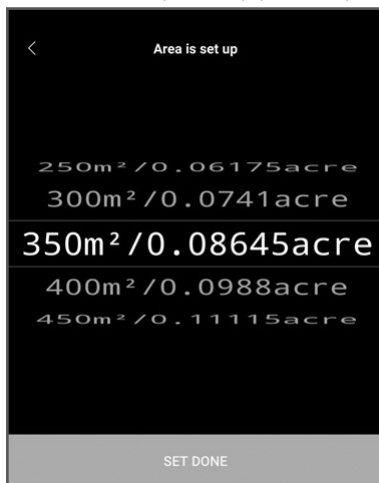 Area is set up
250m²/0.06175acre
300m²/0.0741acre
350m²/0.08645acre
400m²/0.0988acre
450m²/0.11115acre
SET DONE